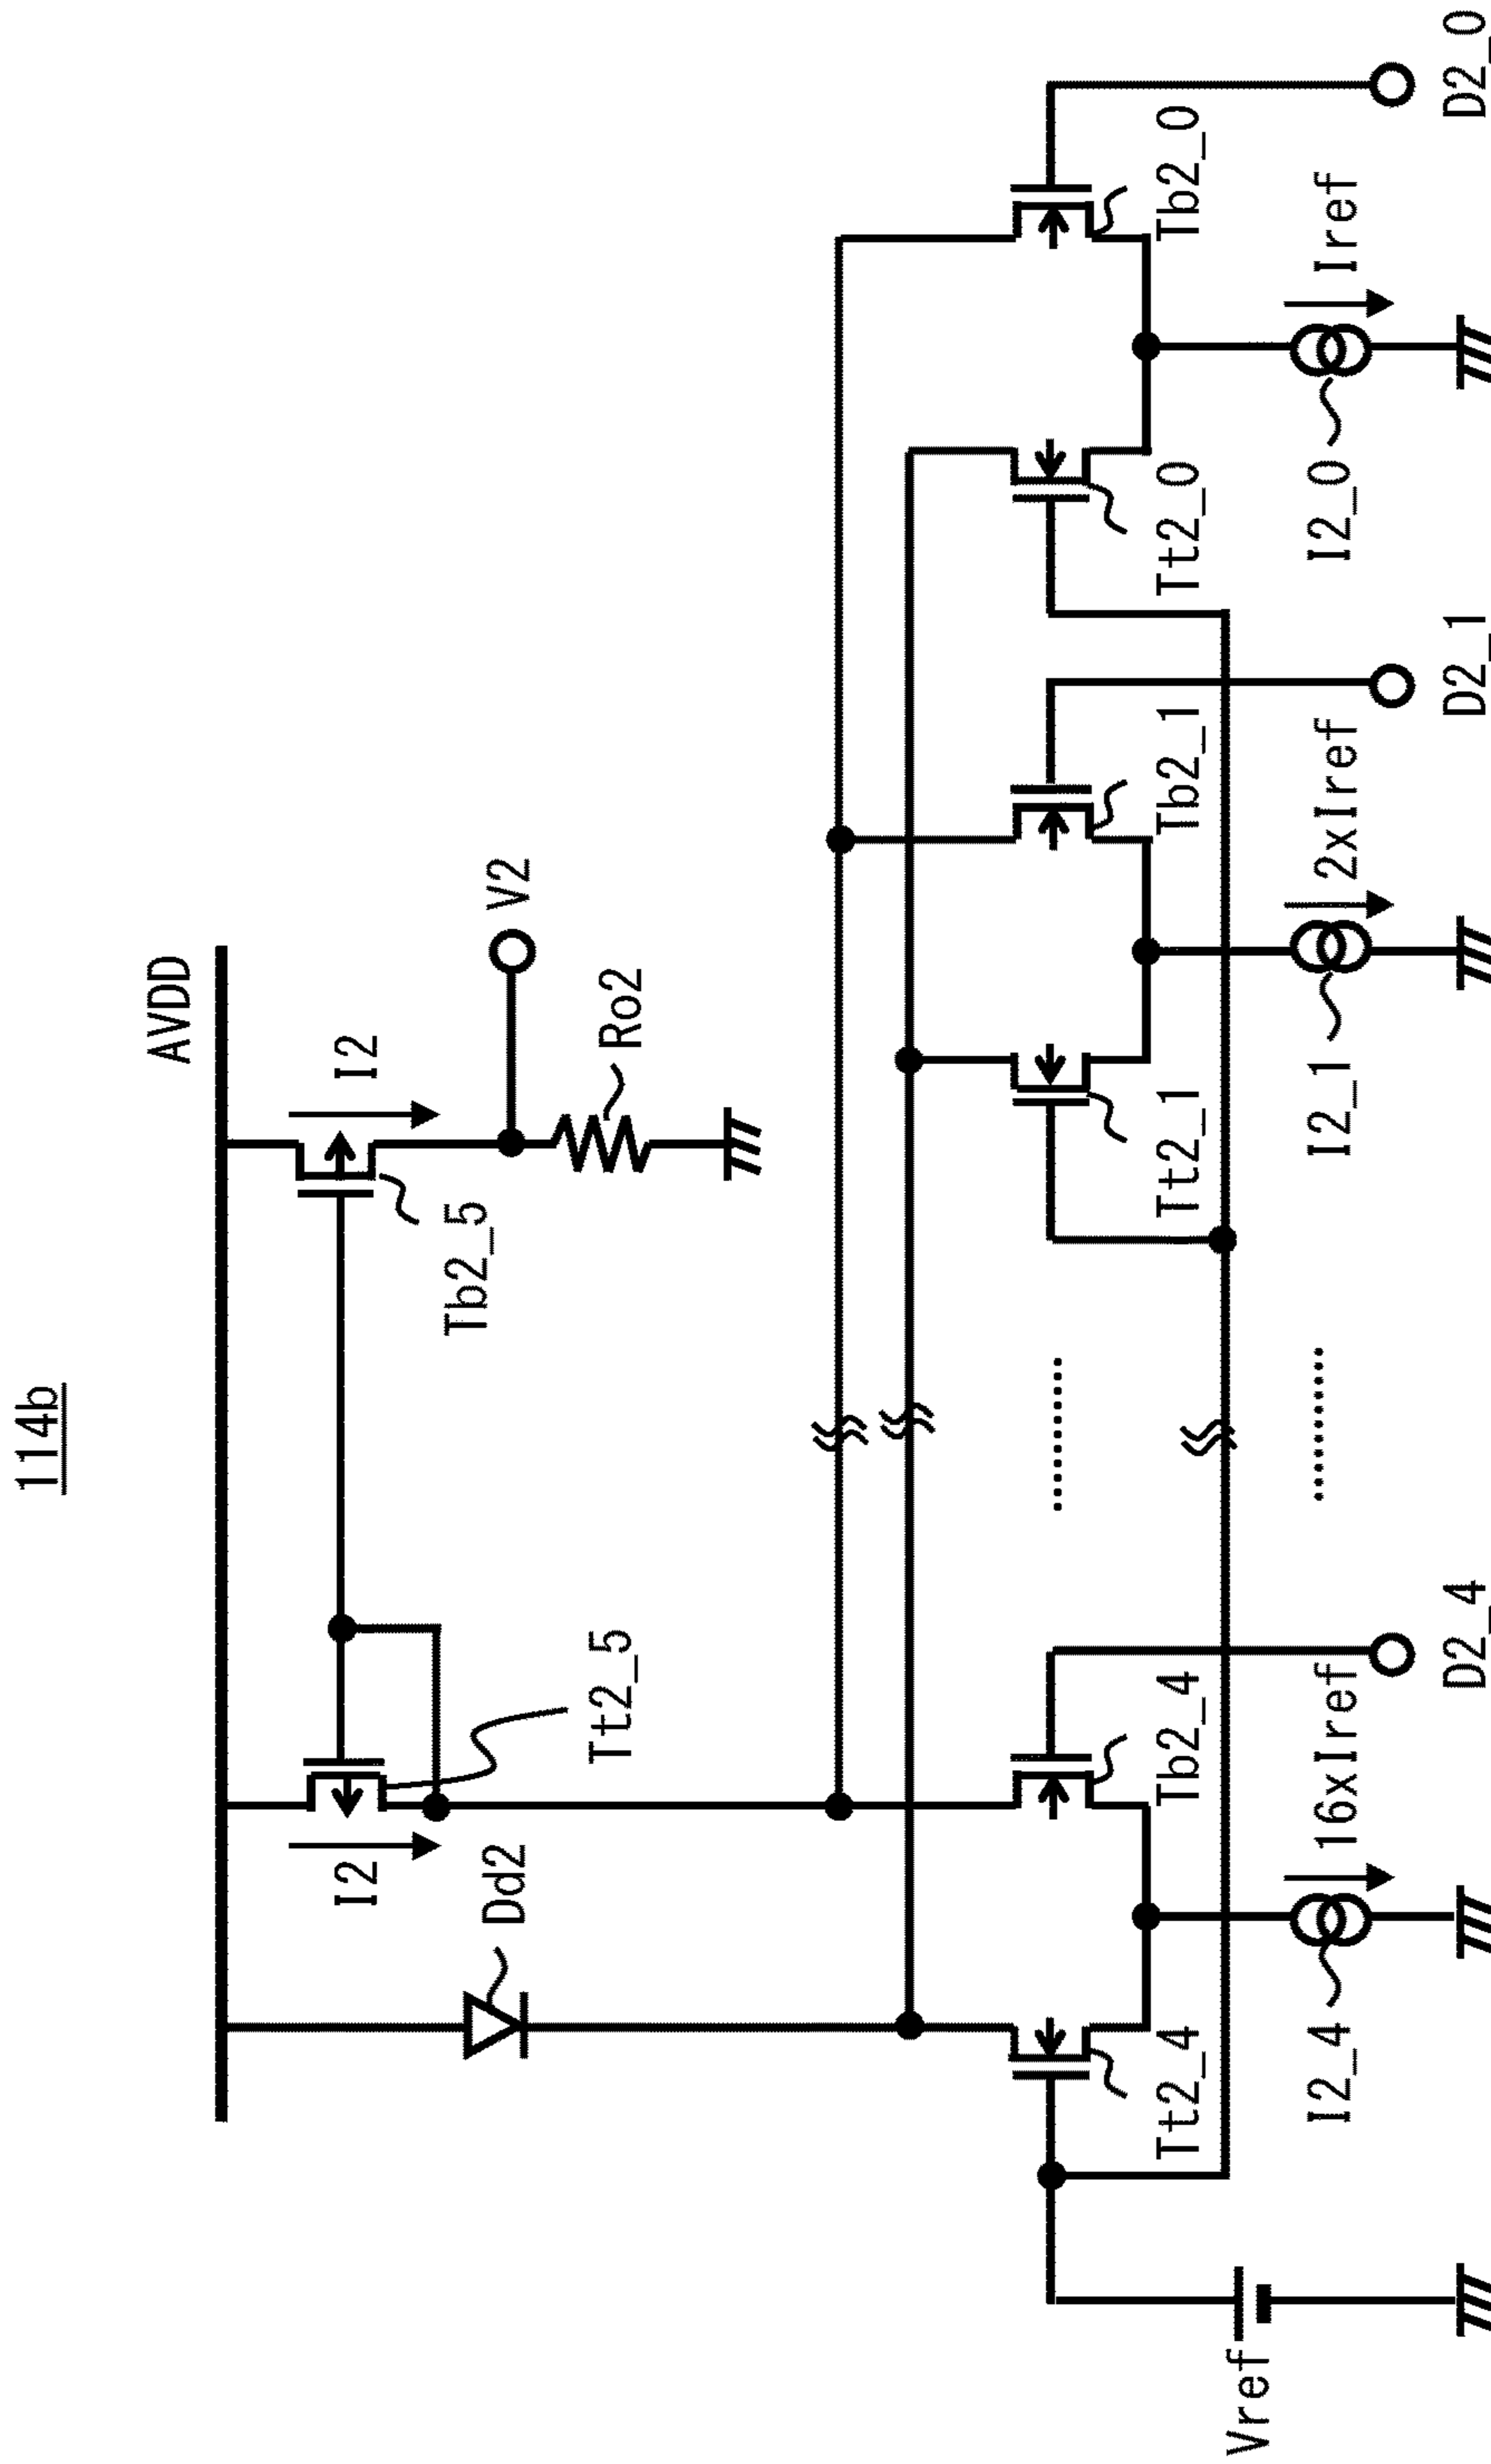 114b
AVDD
I2
I2
V2
Dd2
Tt2_5
Tb2_5
Ro2
Tt2_4
Tb2_4
Tt2_1
Tb2_1
Tt2_0
Tb2_0
Vref
I2_4
16xIref
I2_1
2xIref
I2_0
Iref
D2_4
D2_1
D2_0